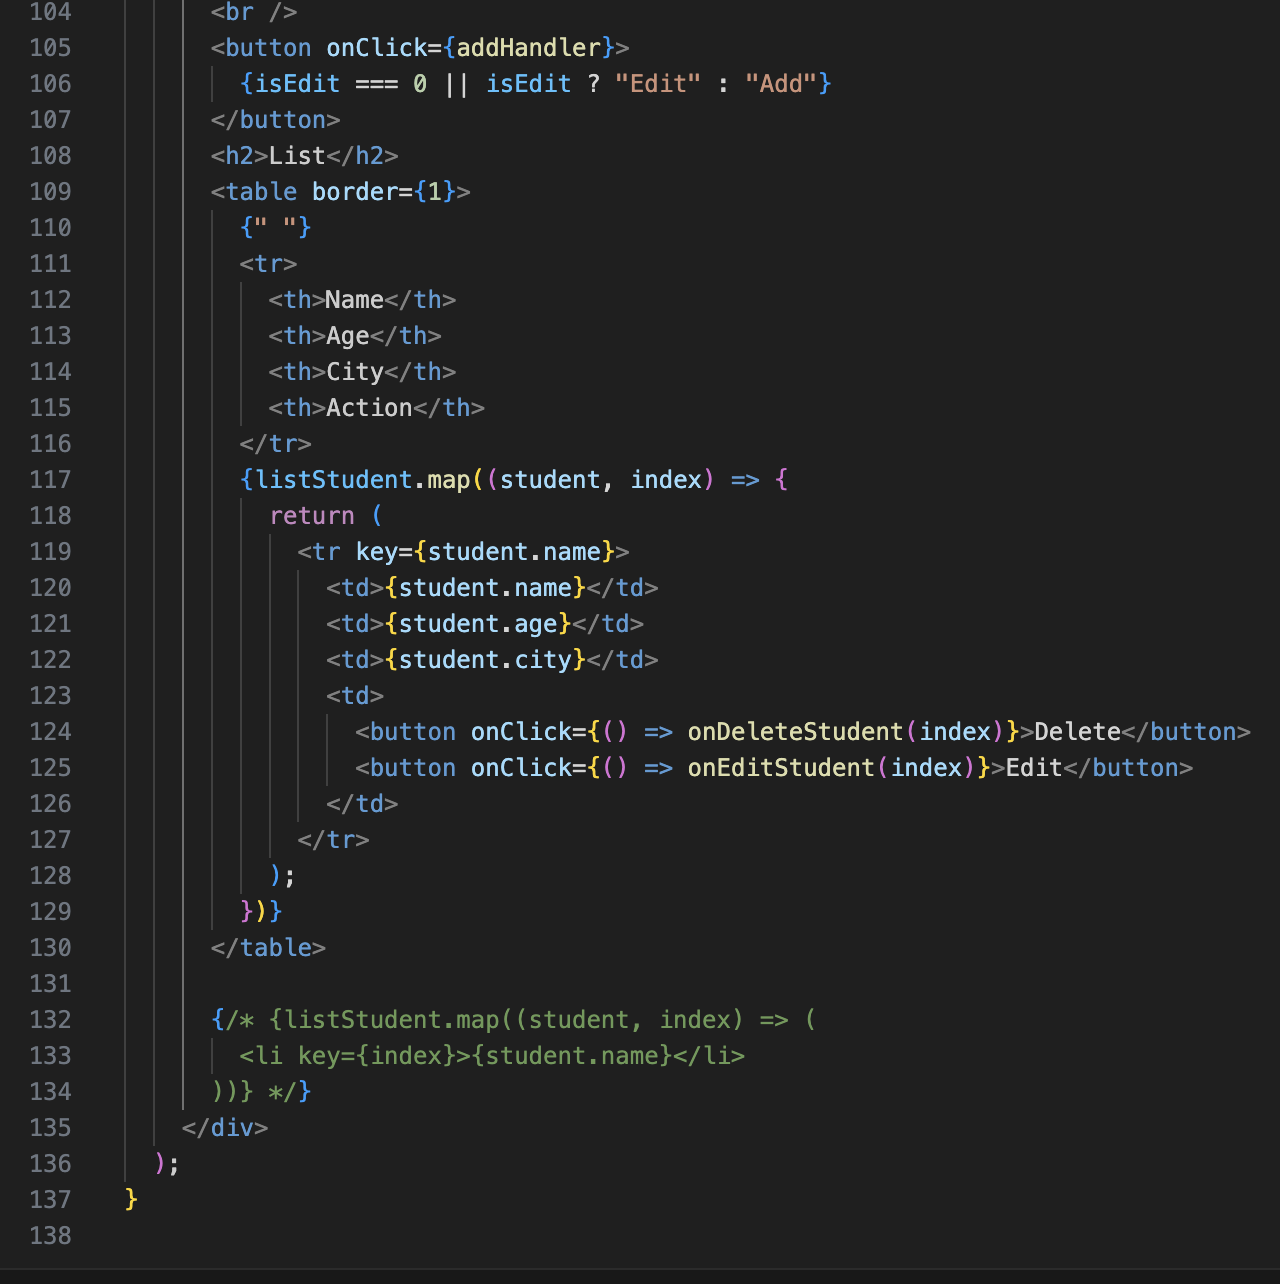 104 <br />
105 <button onClick={addHandler}>
106 {isEdit === 0 || isEdit ? "Edit" : "Add"}
107 </button>
108 <h2>List</h2>
109 <table border={1}>
110 {" "}
111 <tr>
112 <th>Name</th>
113 <th>Age</th>
114 <th>City</th>
115 <th>Action</th>
116 </tr>
117 {listStudent.map((student, index) => {
118 return (
119 <tr key={student.name}>
120 <td>{student.name}</td>
121 <td>{student.age}</td>
122 <td>{student.city}</td>
123 <td>
124 <button onClick={() => onDeleteStudent(index)}>Delete</button>
125 <button onClick={() => onEditStudent(index)}>Edit</button>
126 </td>
127 </tr>
128 );
129 })}
130 </table>
131
132 {/* {listStudent.map((student, index) => (
133 <li key={index}>{student.name}</li>
134 ))} */}
135 </div>
136 );
137 }
138